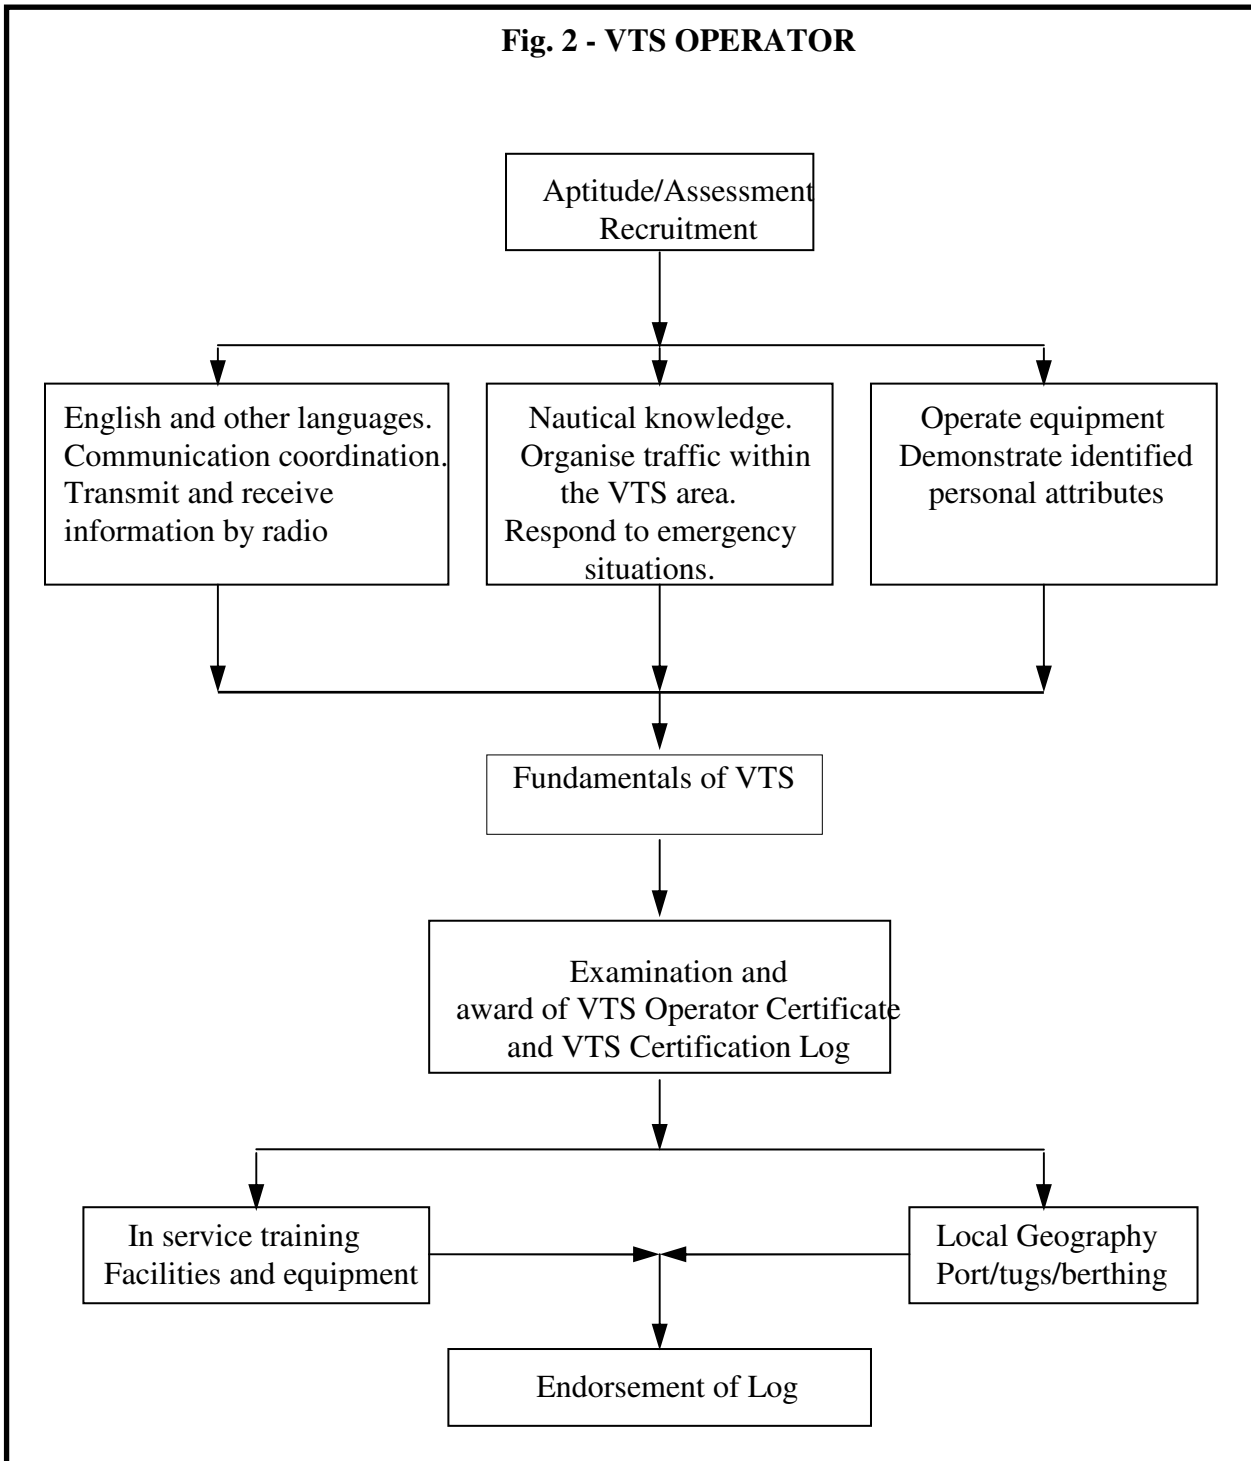 Fig. 2 - VTS OPERATOR
Aptitude/Assessment
Recruitment
English and other languages.
Communication coordination.
Transmit and receive
information by radio
Nautical knowledge.
Organise traffic within
the VTS area.
Respond to emergency
situations.
Operate equipment
Demonstrate identified
personal attributes
Fundamentals of VTS
Examination and
award of VTS Operator Certificate
and VTS Certification Log
In service training
Facilities and equipment
Local Geography
Port/tugs/berthing
Endorsement of Log